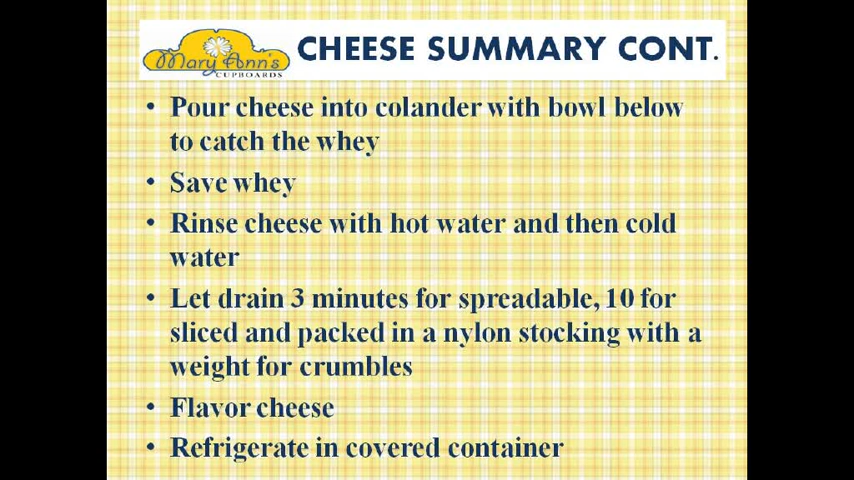 Mary Ann's
CUPBOARDS
CHEESE SUMMARY CONT.
• Pour cheese into colander with bowl below
to catch the whey
• Save whey
• Rinse cheese with hot water and then cold
water
• Let drain 3 minutes for spreadable, 10 for
sliced and packed in a nylon stocking with a
weight for crumbles
• Flavor cheese
• Refrigerate in covered container